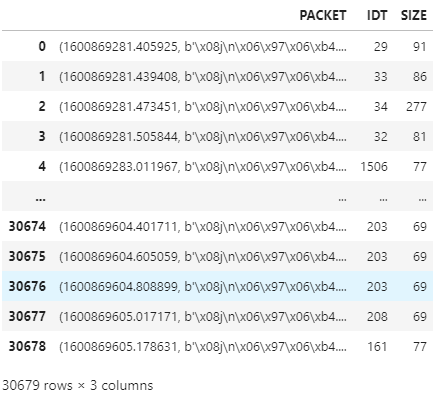 PACKET IDT SIZE
0 (1600869281.405925, b'\x08j\n\x06\x97\x06\xb4.... 29 91
1 (1600869281.439408, b'\x08j\n\x06\x97\x06\xb4.... 33 86
2 (1600869281.473451, b'\x08j\n\x06\x97\x06\xb4.... 34 277
3 (1600869281.505844, b'\x08j\n\x06\x97\x06\xb4.... 32 81
4 (1600869283.011967, b'\x08j\n\x06\x97\x06\xb4.... 1506 77
... ... ... ...
30674 (1600869604.401711, b'\x08j\n\x06\x97\x06\xb4.... 203 69
30675 (1600869604.605059, b'\x08j\n\x06\x97\x06\xb4.... 203 69
30676 (1600869604.808899, b'\x08j\n\x06\x97\x06\xb4.... 203 69
30677 (1600869605.017171, b'\x08j\n\x06\x97\x06\xb4.... 208 69
30678 (1600869605.178631, b'\x08j\n\x06\x97\x06\xb4.... 161 77
30679 rows × 3 columns